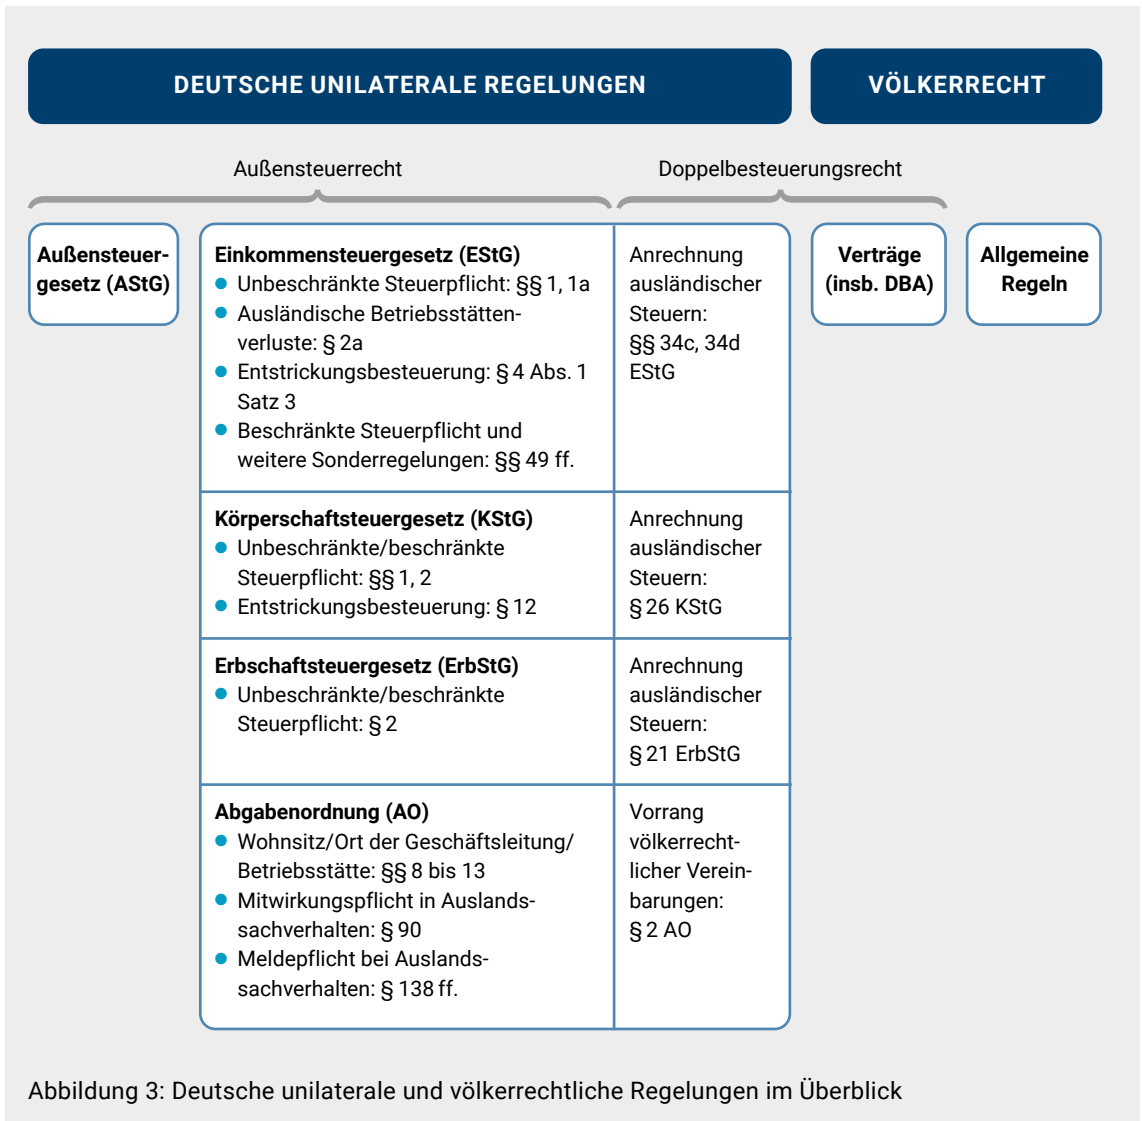 DEUTSCHE UNILATERALE REGELUNGEN
VÖLKERRECHT
Außensteuerrecht
Doppelbesteuerungsrecht
Außensteuer-
gesetz (AStG)
Einkommensteuergesetz (EStG)
Unbeschränkte Steuerpflicht: §§ 1, 1a
Ausländische Betriebsstätten-
verluste: § 2a
Entstrickungsbesteuerung: § 4 Abs. 1
Satz 3
Beschränkte Steuerpflicht und
weitere Sonderregelungen: §§ 49 ff.
Anrechnung
ausländischer
Steuern:
§§ 34c, 34d
EStG
Verträge
(insb. DBA)
Allgemeine
Regeln
Körperschaftsteuergesetz (KStG)
Unbeschränkte/beschränkte
Steuerpflicht: §§ 1, 2
Entstrickungsbesteuerung: § 12
Anrechnung
ausländischer
Steuern:
§ 26 KStG
Erbschaftsteuergesetz (ErbStG)
Unbeschränkte/beschränkte
Steuerpflicht: § 2
Anrechnung
ausländischer
Steuern:
§ 21 ErbStG
Abgabenordnung (AO)
Wohnsitz/Ort der Geschäftsleitung/
Betriebsstätte: §§ 8 bis 13
Mitwirkungspflicht in Auslands-
sachverhalten: § 90
Meldepflicht bei Auslands-
sachverhalten: § 138 ff.
Vorrang
völkerrecht-
licher Verein-
barungen:
§ 2 AO
Abbildung 3: Deutsche unilaterale und völkerrechtliche Regelungen im Überblick